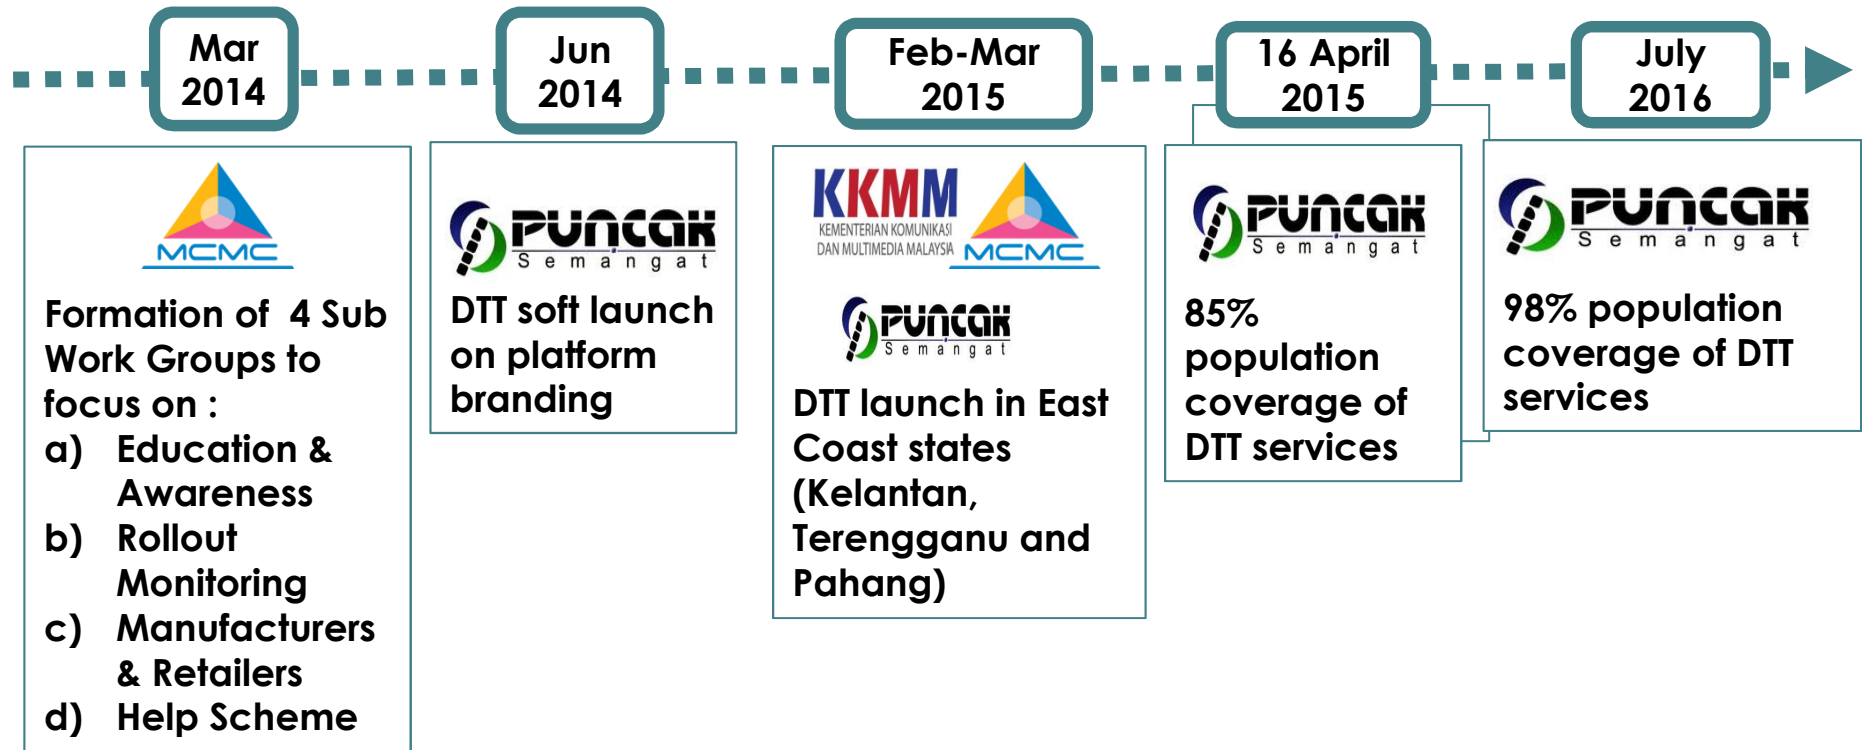 Mar
2014
Jun
2014
Feb-Mar
2015
16 April
2015
July
2016
MCMC
Formation of 4 Sub
Work Groups to
focus on :
a) Education &
Awareness
b) Rollout
Monitoring
c) Manufacturers
& Retailers
d) Help Scheme
PUNCAK
Semangat
DTT soft launch
on platform
branding
KKMM
KEMENTERIAN KOMUNIKASI
DAN MULTIMEDIA MALAYSIA
MCMC
PUNCAK
Semangat
DTT launch in East
Coast states
(Kelantan,
Terengganu and
Pahang)
PUNCAK
Semangat
85%
population
coverage of
DTT services
PUNCAK
Semangat
98% population
coverage of DTT
services